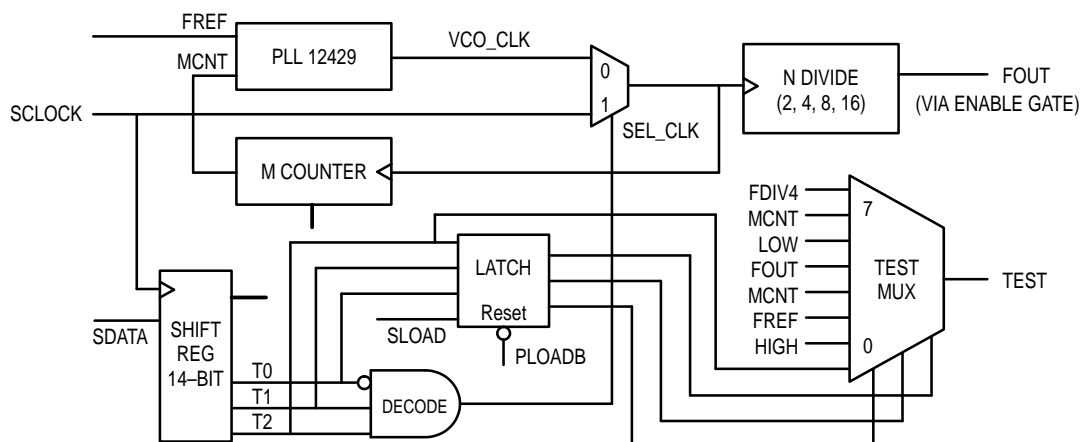 FREF
MCNT
PLL 12429
VCO_CLK
0
1
N DIVIDE
(2, 4, 8, 16)
FOUT
(VIA ENABLE GATE)
SCLOCK
SEL_CLK
M COUNTER
FDIV4
MCNT
LOW
FOUT
MCNT
FREF
HIGH
7
TEST
MUX
0
TEST
LATCH
Reset
SLOAD
PLOADB
SDATA
SHIFT
REG
14–BIT
T0
T1
T2
DECODE